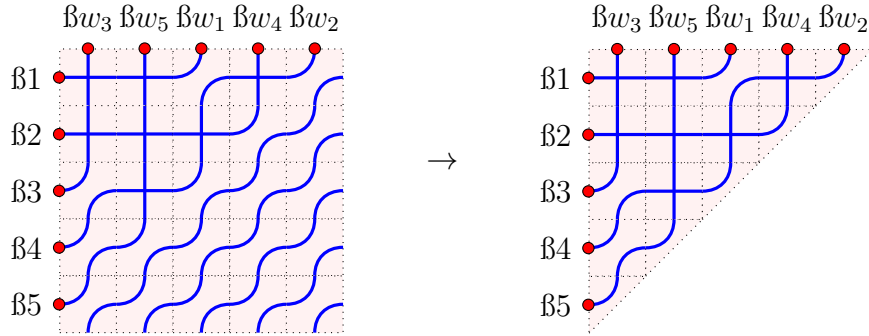 ßw₃ ßw₅ ßw₁ ßw₄ ßw₂ ßw₃ ßw₅ ßw₁ ßw₄ ßw₂
ß1 ß1
ß2 → ß2
ß3 ß3
ß4 ß4
ß5 ß5